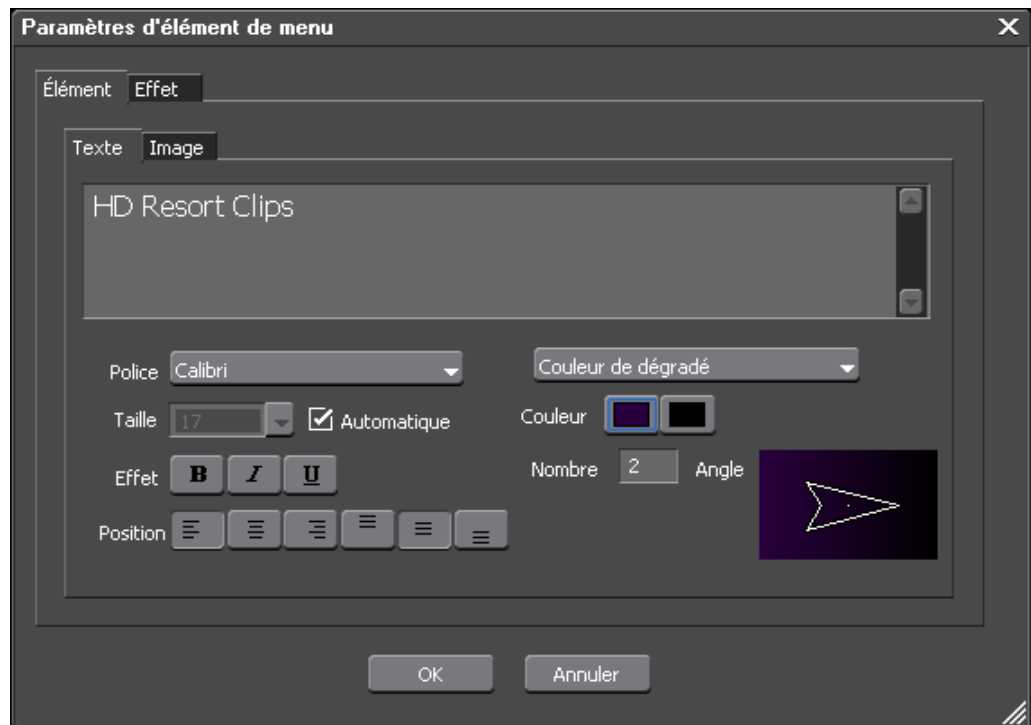 Paramètres d'élément de menu
Élément Effet
Texte Image
HD Resort Clips
Police Calibri Couleur de dégradé
Taille 17 Automatique Couleur
Effet B I U Nombre 2 Angle
Position
OK Annuler